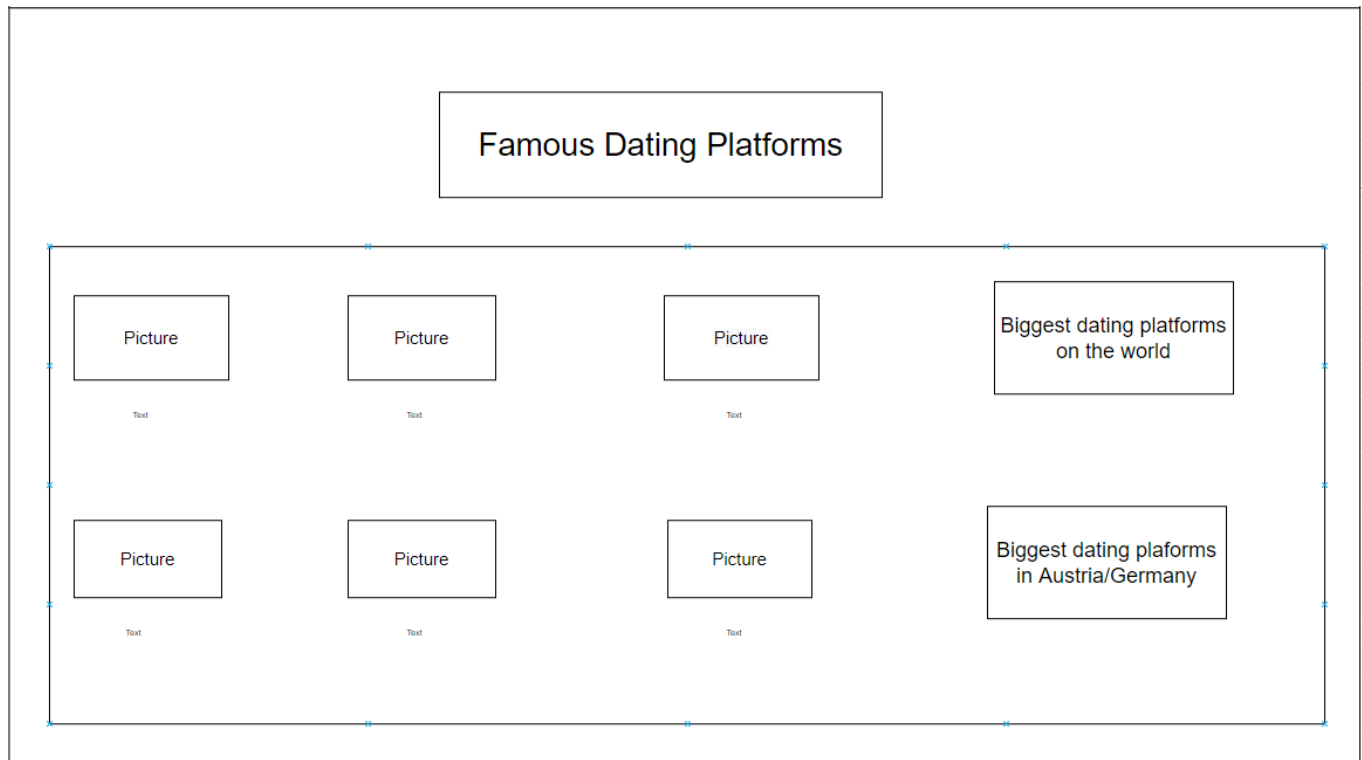 Famous Dating Platforms
Picture
Picture
Picture
Biggest dating platforms
on the world
Text
Text
Text
Picture
Picture
Picture
Biggest dating plaforms
in Austria/Germany
Text
Text
Text